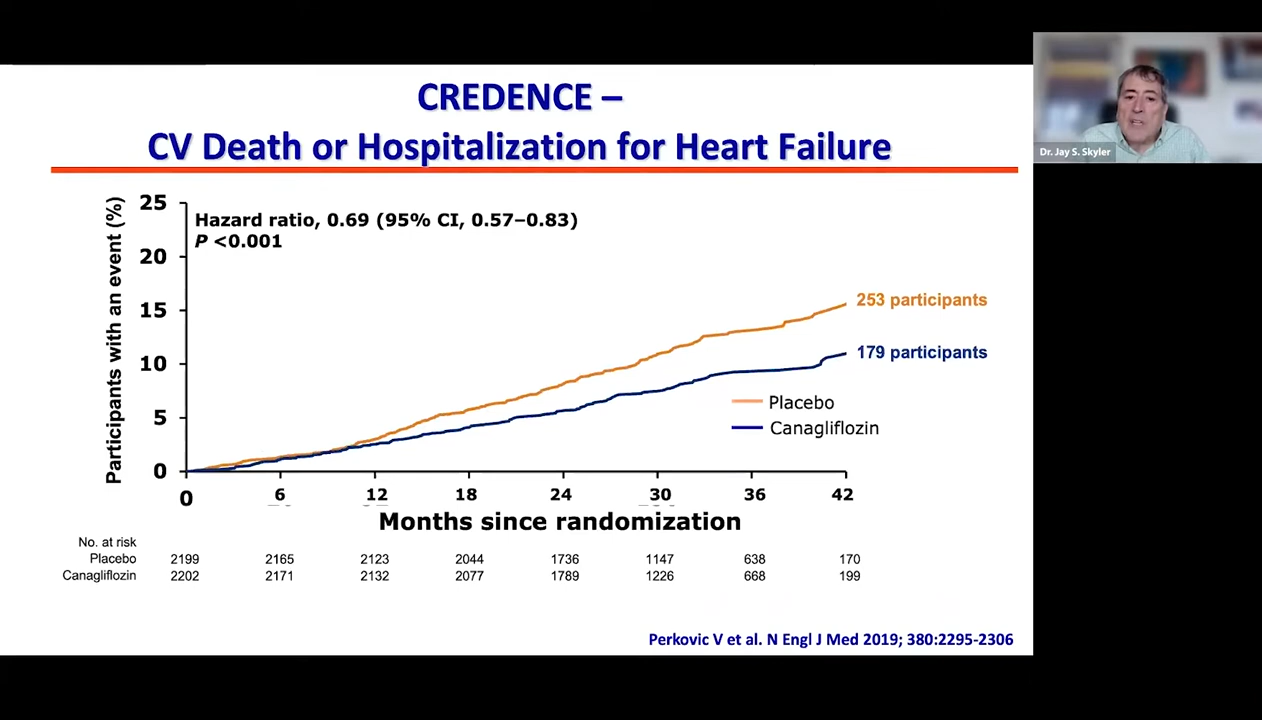 CREDENCE –
CV Death or Hospitalization for Heart Failure
Dr. Jay S. Skyler
Participants with an event (%)
25
20
15
10
5
0
Hazard ratio, 0.69 (95% CI, 0.57–0.83)
P <0.001
253 participants
179 participants
Placebo
Canagliflozin
0 6 12 18 24 30 36 42
Months since randomization
No. at risk
Placebo 2199 2165 2123 2044 1736 1147 638 170
Canagliflozin 2202 2171 2132 2077 1789 1226 668 199
Perkovic V et al. N Engl J Med 2019; 380:2295-2306